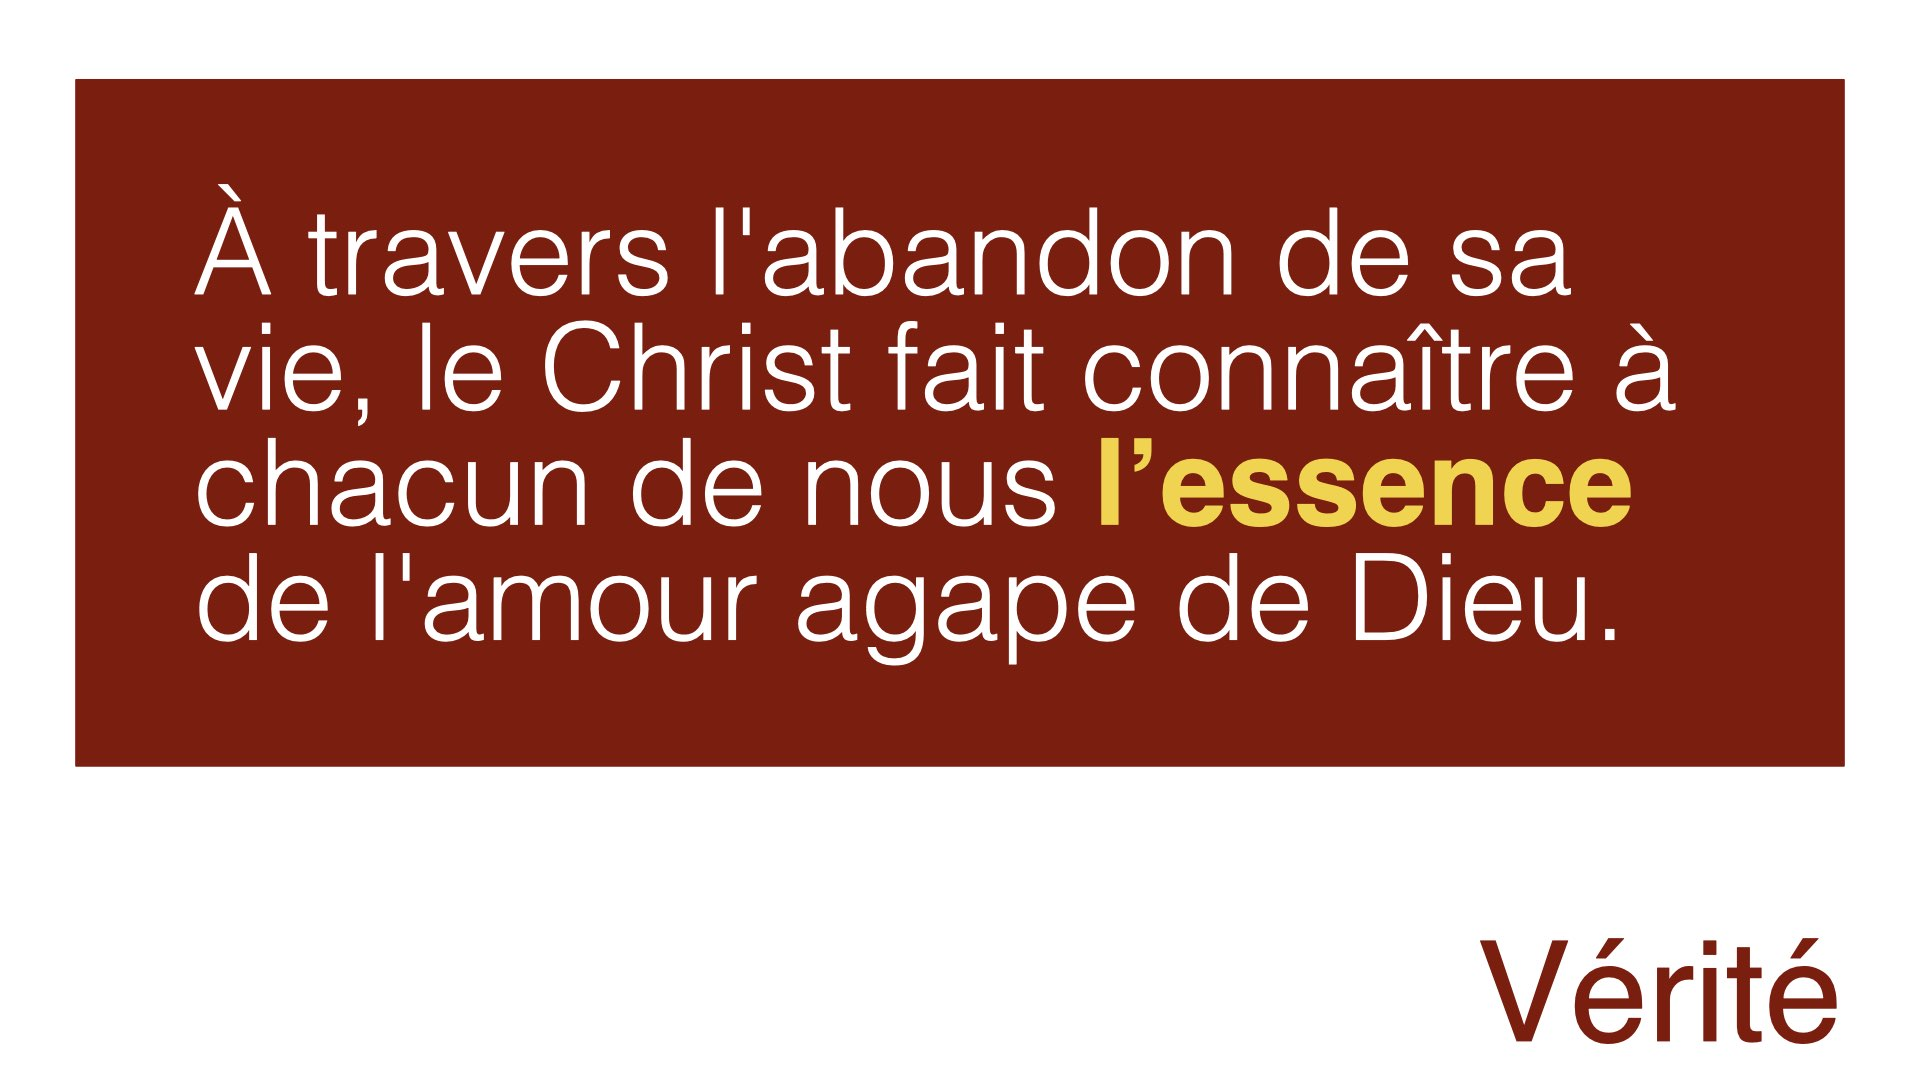 À travers l'abandon de sa
vie, le Christ fait connaître à
chacun de nous l’essence
de l'amour agape de Dieu.
Vérité